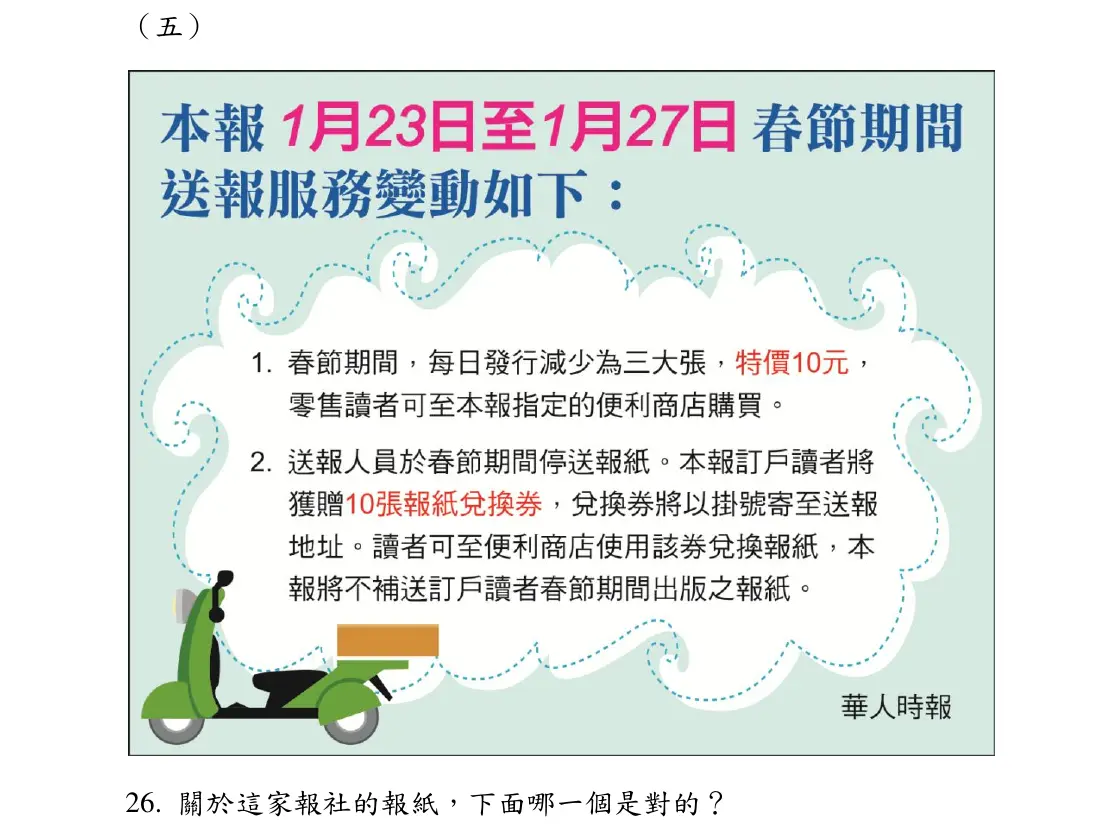 （五）
本報 1月23日至1月27日 春節期間
送報服務變動如下：
1. 春節期間，每日發行減少為三大張，特價10元，
零售讀者可至本報指定的便利商店購買。
2. 送報人員於春節期間停送報紙。本報訂戶讀者將
獲贈10張報紙兌換券，兌換券將以掛號寄至送報
地址。讀者可至便利商店使用該券兌換報紙，本
報將不補送訂戶讀者春節期間出版之報紙。
華人時報
26. 關於這家報社的報紙，下面哪一個是對的？